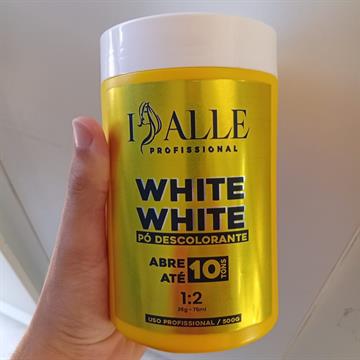 IDALLE
PROFISSIONAL
WHITE
WHITE
PÓ DESCOLORANTE
ABRE
ATÉ 10 TONS
1:2
USO PROFISSIONAL / 500G